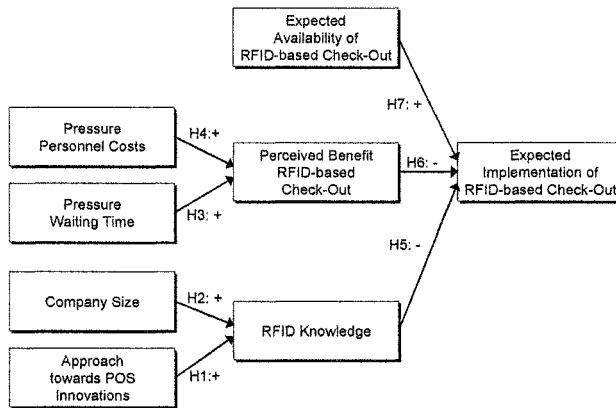 Expected
Availability of
RFID-based Check-Out
H7: +
Pressure
Personnel Costs
H4:+
Perceived Benefit
RFID-based
Check-Out
H6: -
Expected
Implementation of
RFID-based Check-Out
Pressure
Waiting Time
H3: +
H5: -
Company Size
H2: +
RFID Knowledge
Approach
towards POS
Innovations
H1:+